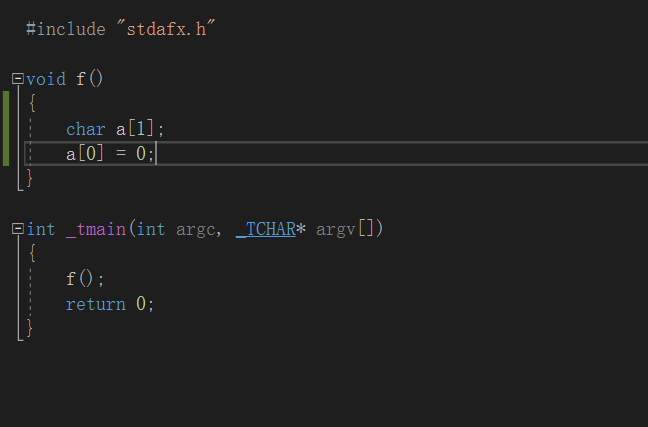 #include "stdafx.h"
void f()
{
char a[1];
a[0] = 0;
}
int _tmain(int argc, _TCHAR* argv[])
{
f();
return 0;
}